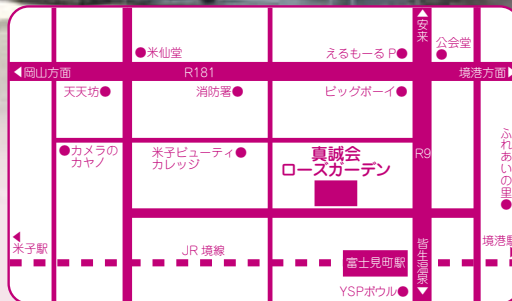 ▲安来
●米仙堂
えるもーる P●
公会堂
●
◀岡山方面
R181
境港方面▶
天天坊●
消防署●
ビッグボーイ●
●カメラの
カヤノ
米子ビューティ●
カレッジ
真誠会
ローズガーデン
R9
ふれあいの里●
◀
米子駅
JR 境線
富士見町駅
皆生温泉▼
境港駅
YSPボウル●